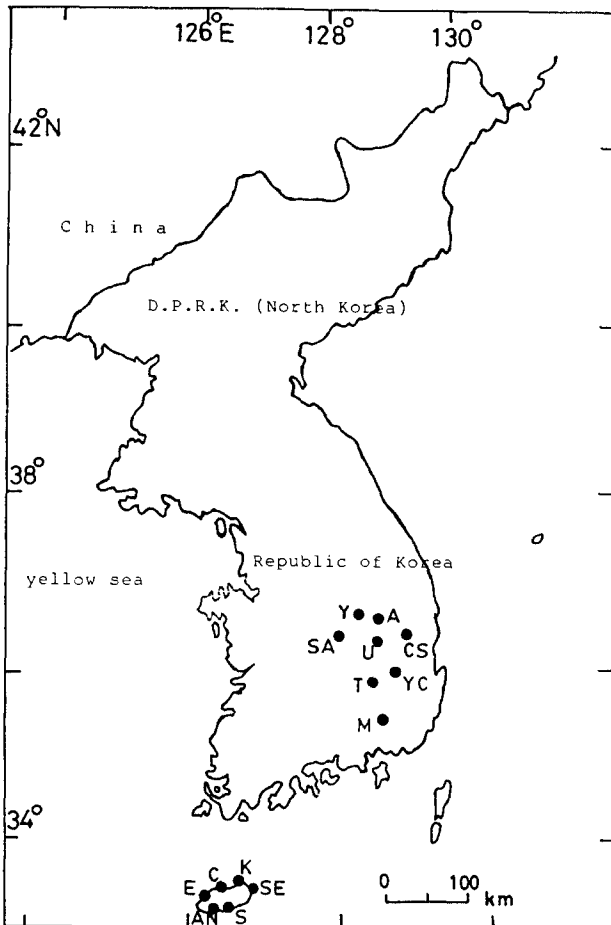 126°E 128° 130°
42°N
China
D.P.R.K. (North Korea)
38°
Republic of Korea
yellow sea
Y A
SA U CS
T YC
M
34°
C K
E SE
IAN S
0 100
km